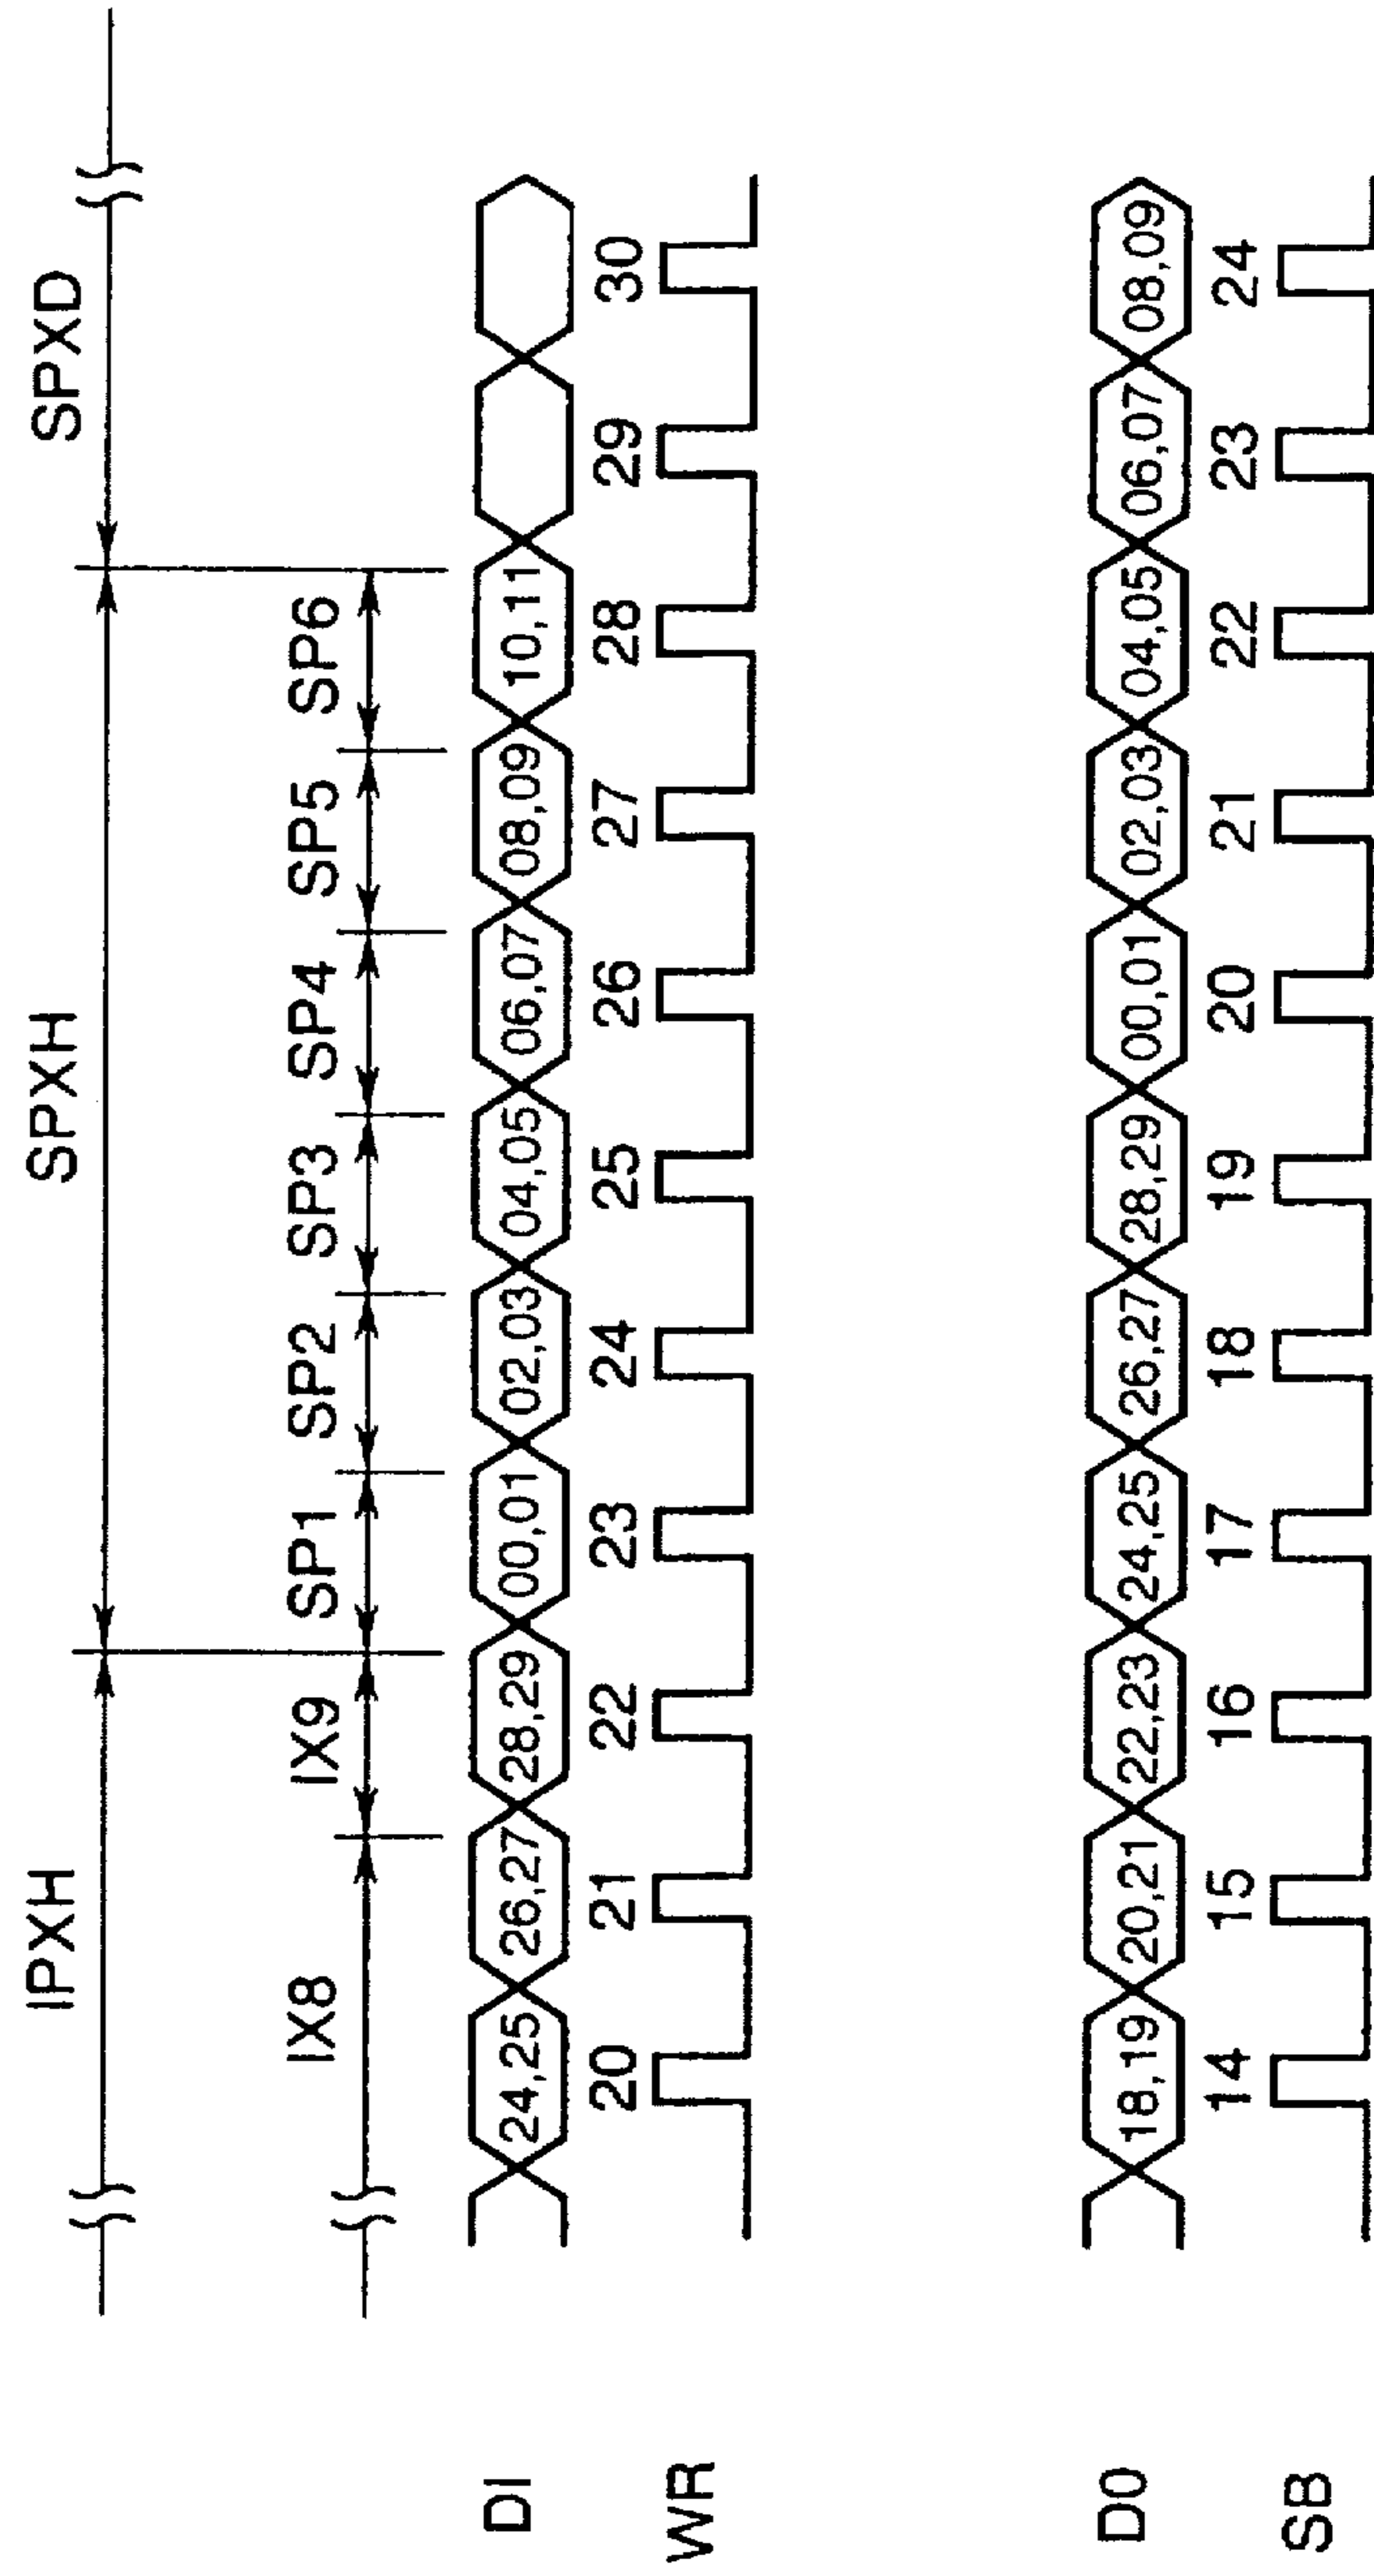 IPXH SPXH SPXD
IX8 IX9 SP1 SP2 SP3 SP4 SP5 SP6
DI 24,25 26,27 28,29 00,01 02,03 04,05 06,07 08,09 10,11
20 21 22 23 24 25 26 27 28 29 30
WR
D0 18,19 20,21 22,23 24,25 26,27 28,29 00,01 02,03 04,05 06,07 08,09
14 15 16 17 18 19 20 21 22 23 24
SB